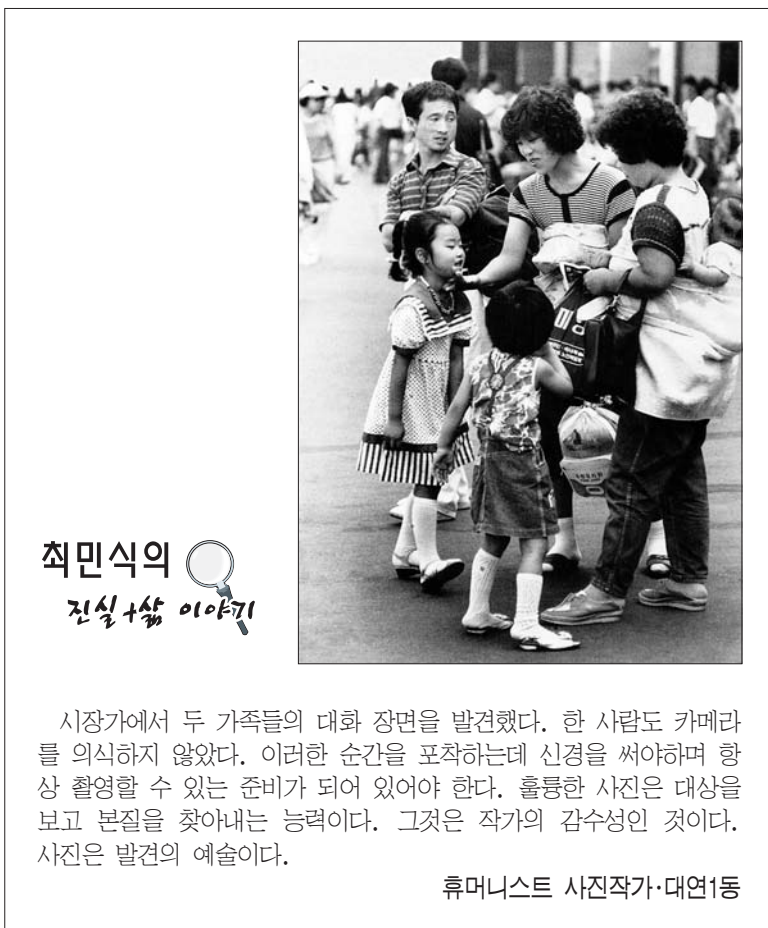 최민식의
진실+삶 이야기
미
시장가에서 두 가족들의 대화 장면을 발견했다. 한 사람도 카메라
를 의식하지 않았다. 이러한 순간을 포착하는데 신경을 써야하며 항
상 촬영할 수 있는 준비가 되어 있어야 한다. 훌륭한 사진은 대상을
보고 본질을 찾아내는 능력이다. 그것은 작가의 감수성인 것이다.
사진은 발견의 예술이다.
휴머니스트 사진작가·대연1동